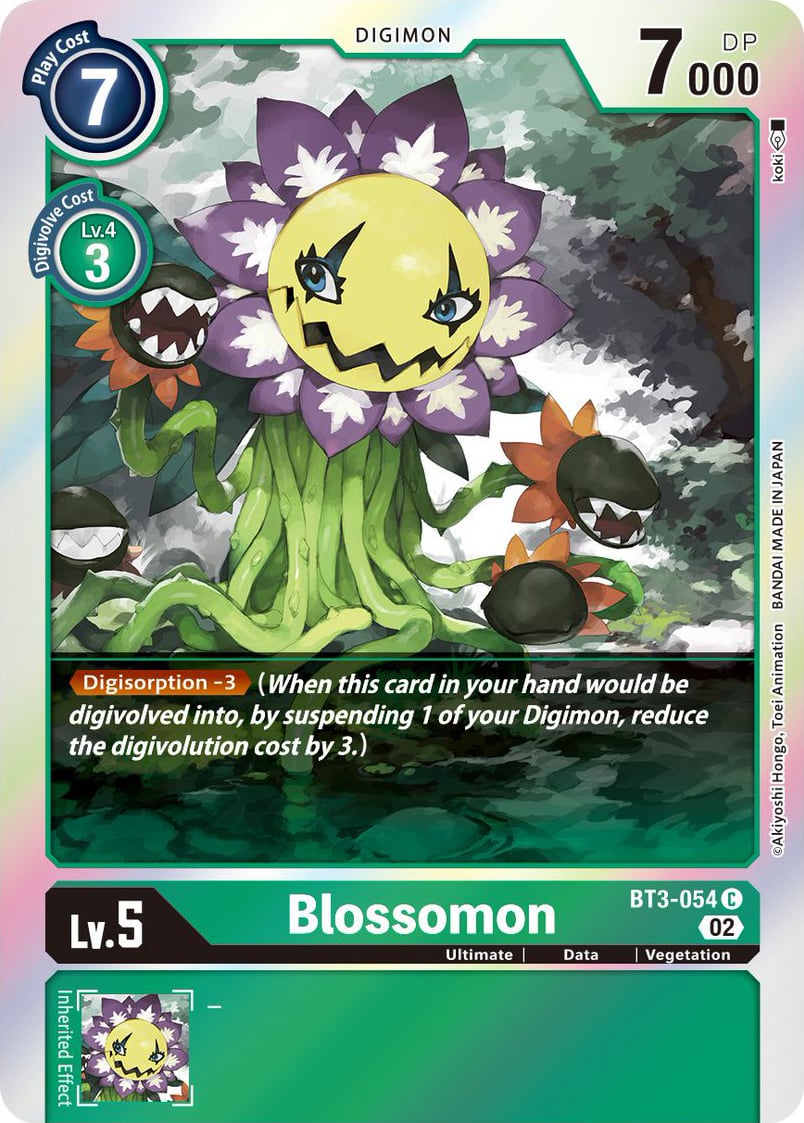 DIGIMON
Play Cost
7
7000
DP
koki
Digivolve Cost
Lv.4
3
Digisorption -3 (When this card in your hand would be
digivolved into, by suspending 1 of your Digimon, reduce
the digivolution cost by 3.)
©Akiyoshi Hongo, Toei Animation BANDAI MADE IN JAPAN
Lv.5
Blossomon
BT3-054 C
02
Ultimate | Data | Vegetation
Inherited Effect
–